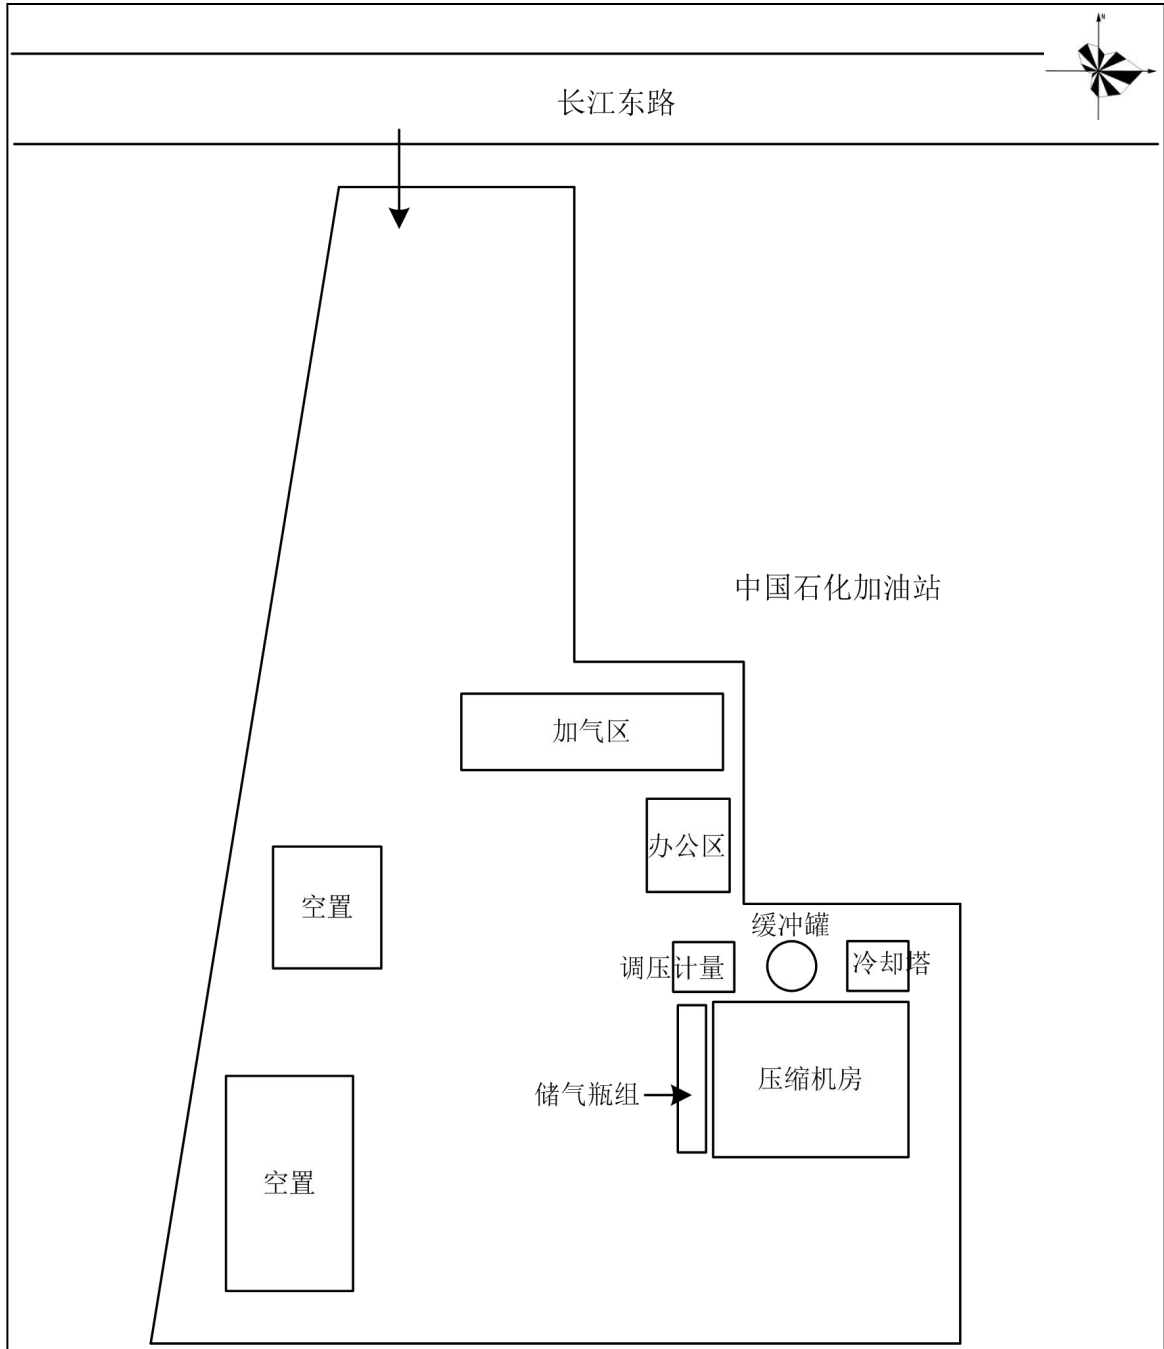 N
长江东路
中国石化加油站
加气区
办公区
空置
缓冲罐
调压计量
冷却塔
压缩机房
储气瓶组
空置